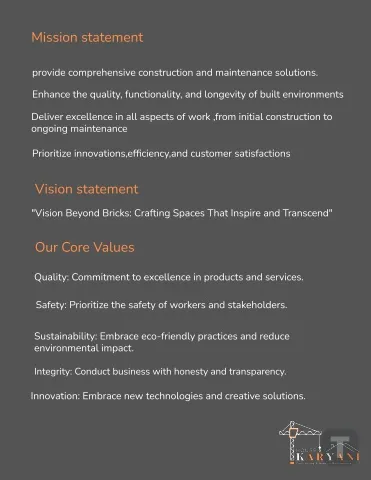 Mission statement
provide comprehensive construction and maintenance solutions.
Enhance the quality, functionality, and longevity of built environments
Deliver excellence in all aspects of work ,from initial construction to
ongoing maintenance
Prioritize innovations,efficiency,and customer satisfactions
Vision statement
"Vision Beyond Bricks: Crafting Spaces That Inspire and Transcend"
Our Core Values
Quality: Commitment to excellence in products and services.
Safety: Prioritize the safety of workers and stakeholders.
Sustainability: Embrace eco-friendly practices and reduce
environmental impact.
Integrity: Conduct business with honesty and transparency.
Innovation: Embrace new technologies and creative solutions.
KARYANI